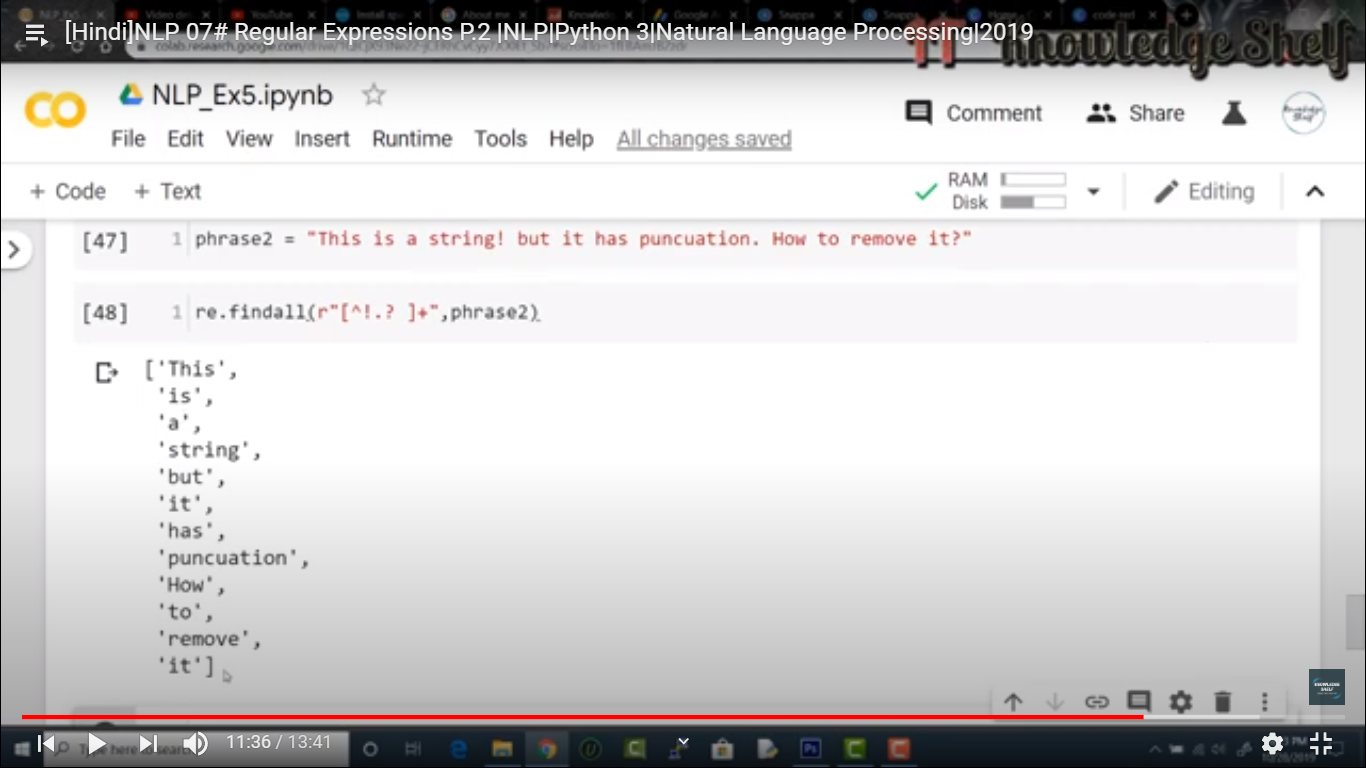 [Hindi]NLP 07# Regular Expressions P.2 |NLP|Python 3|Natural Language Processing|2019
Knowledge Shelf
CO NLP_Ex5.ipynb
Comment Share
File Edit View Insert Runtime Tools Help All changes saved
+ Code + Text
RAM
Disk
Editing
[47] 1 phrase2 = "This is a string! but it has puncuation. How to remove it?"
[48] 1 re.findall(r"[^!.? ]+",phrase2)
['This',
'is',
'a',
'string',
'but',
'it',
'has',
'puncuation',
'How',
'to',
'remove',
'it']
KNOWLEDGE
SHELF
11:36 / 13:41